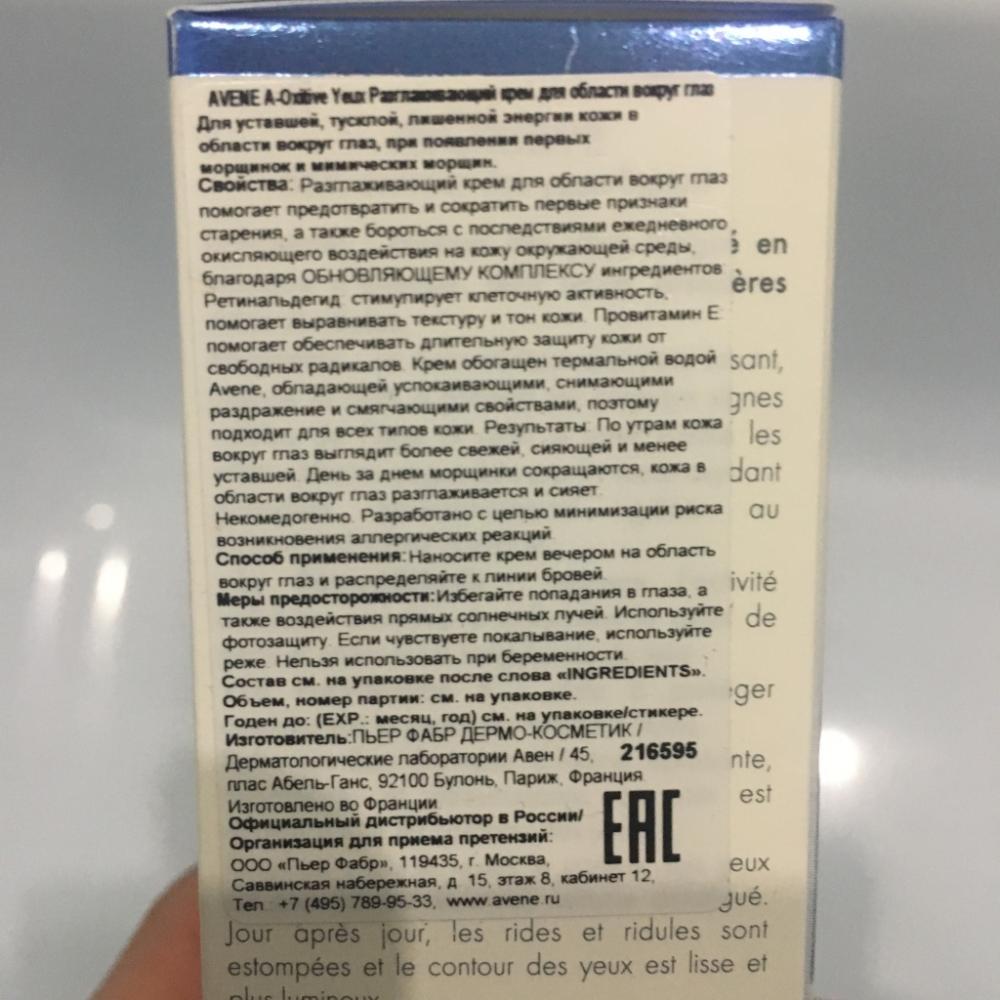 AVENE A-Oxitive Yeux Разглаживающий крем для области вокруг глаз
Для уставшей, тусклой, лишенной энергии кожи в
области вокруг глаз, при появлении первых
морщинок и мимических морщин.
Свойства: Разглаживающий крем для области вокруг глаз
помогает предотвратить и сократить первые признаки
старения, а также бороться с последствиями ежедневного
окисляющего воздействия на кожу окружающей среды,
благодаря ОБНОВЛЯЮЩЕМУ КОМПЛЕКСУ ингредиентов
Ретинальдегид: стимулирует клеточную активность,
помогает выравнивать текстуру и тон кожи. Провитамин Е:
помогает обеспечивать длительную защиту кожи от
свободных радикалов. Крем обогащен термальной водой
Avene, обладающей успокаивающими, снимающими
раздражение и смягчающими свойствами, поэтому
подходит для всех типов кожи. Результаты: По утрам кожа
вокруг глаз выглядит более свежей, сияющей и менее
уставшей. День за днем морщинки сокращаются, кожа в
области вокруг глаз разглаживается и сияет.
Некомедогенно. Разработано с целью минимизации риска
возникновения аллергических реакций.
Способ применения: Наносите крем вечером на область
вокруг глаз и распределяйте к линии бровей.
Меры предосторожности: Избегайте попадания в глаза, а
также воздействия прямых солнечных лучей. Используйте
фотозащиту. Если чувствуете покалывание, используйте
реже. Нельзя использовать при беременности.
Состав см. на упаковке после слова «INGREDIENTS».
Объем, номер партии: см. на упаковке.
Годен до: (EXP.: месяц, год) см. на упаковке/стикере.
Изготовитель: ПЬЕР ФАБР ДЕРМО-КОСМЕТИК /
Дерматологические лаборатории Авен / 45, 216595
плас Абель-Ганс, 92100 Булонь, Париж, Франция
Изготовлено во Франции
EAC
Официальный дистрибьютор в России/
Организация для приема претензий:
ООО «Пьер Фабр», 119435, г. Москва,
Саввинская набережная, д. 15, этаж 8, кабинет 12,
Тел.: +7 (495) 789-95-33, www.avene.ru
en
ères
sant,
gnes
les
dant
au
ivité
de
ger
nte,
est
eux
gué.
Jour après jour, les rides et ridules sont
estompées et le contour des yeux est lisse et
plus lumineux